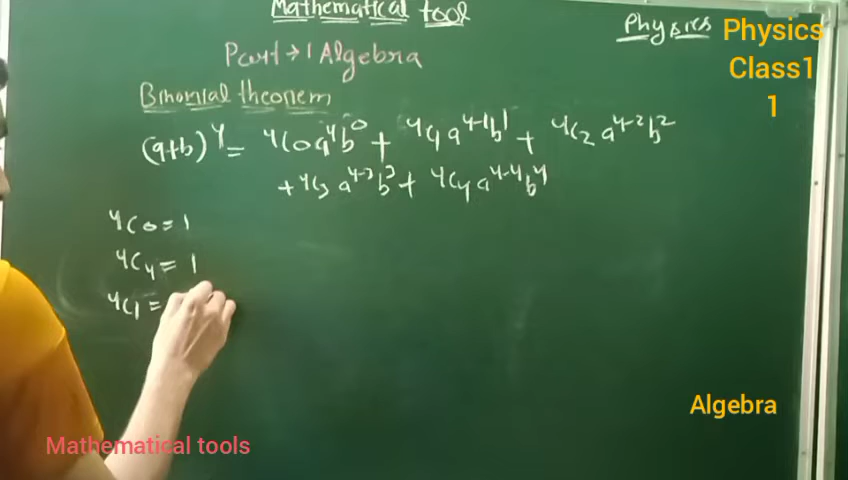 Mathematical tool
Physics
Physics
Class1
1
Part → 1 Algebra
Binomial theorem
(a+b)⁴ = ⁴C₀a⁴b⁰ + ⁴C₁a⁴⁻¹b¹ + ⁴C₂a⁴⁻²b²
+ ⁴C₃a⁴⁻³b³ + ⁴C₄a⁴⁻⁴b⁴
⁴C₀ = 1
⁴C₄ = 1
⁴C₁ =
Algebra
Mathematical tools